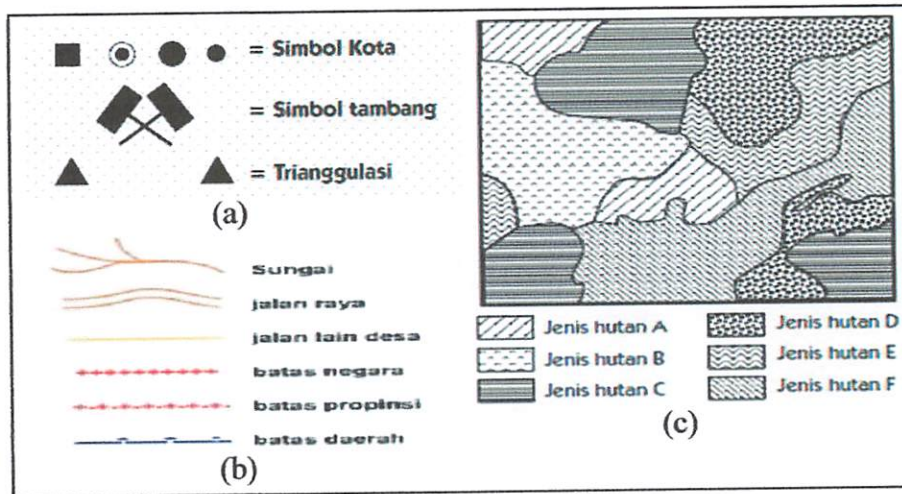 = Simbol Kota
= Simbol tambang
= Trianggulasi
(a)
Sungai
jalan raya
jalan lain desa
batas negara
batas propinsi
batas daerah
(b)
Jenis hutan A
Jenis hutan B
Jenis hutan C
Jenis hutan D
Jenis hutan E
Jenis hutan F
(c)